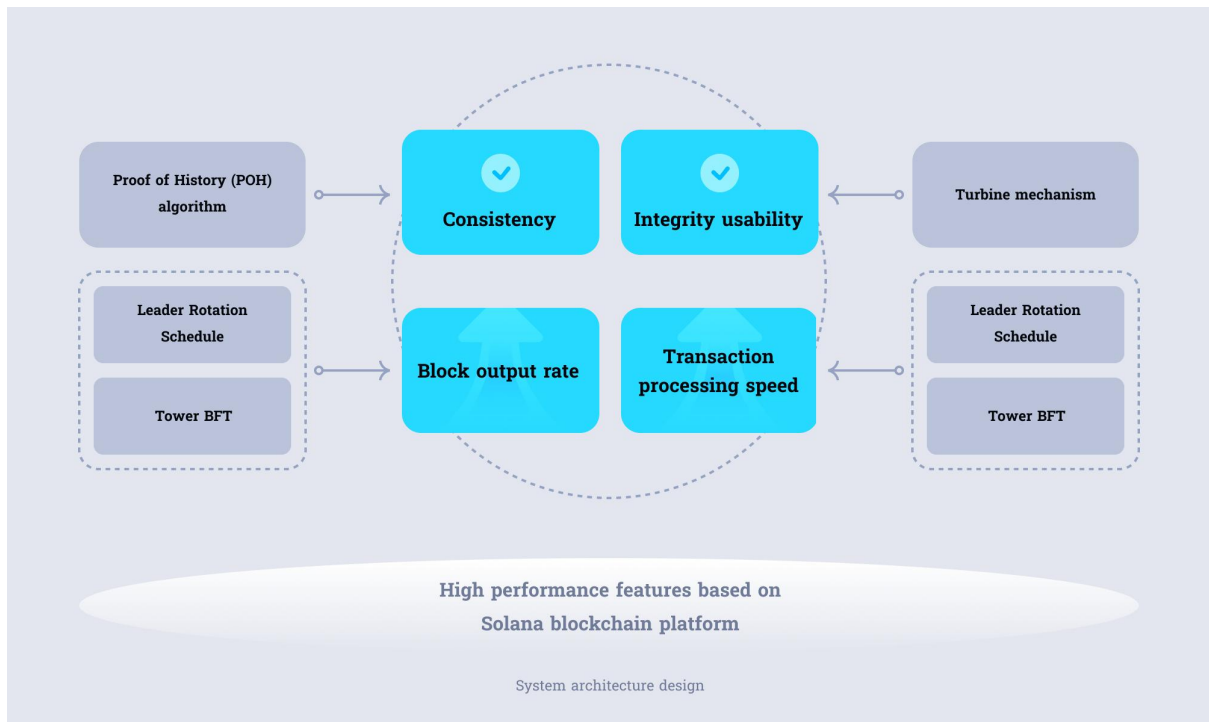 Proof of History (POH)
algorithm
Consistency
Integrity usability
Turbine mechanism
Leader Rotation
Schedule
Tower BFT
Block output rate
Transaction
processing speed
Leader Rotation
Schedule
Tower BFT
High performance features based on
Solana blockchain platform
System architecture design